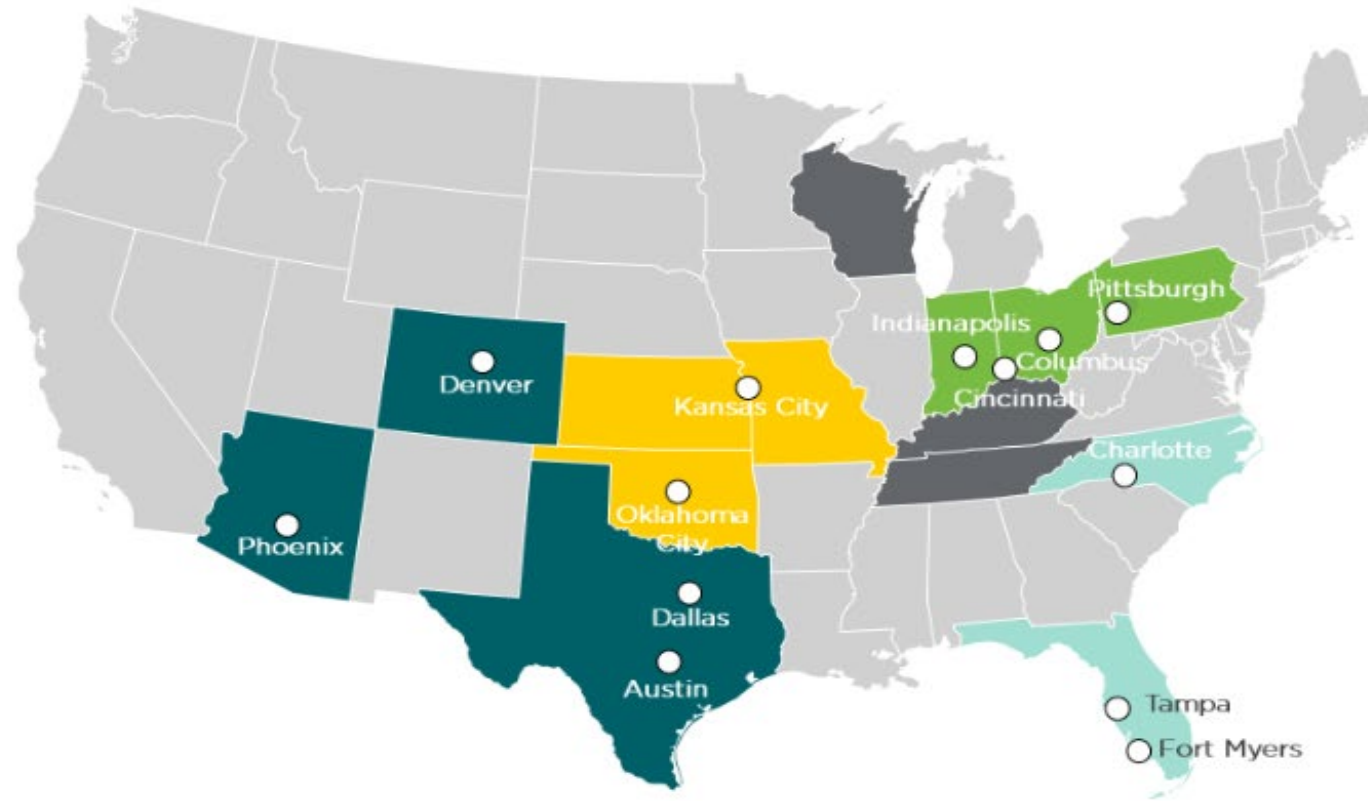 Pittsburgh
Indianapolis
Columbus
Denver
Cincinnati
Kansas City
Charlotte
Oklahoma
City
Phoenix
Dallas
Austin
Tampa
Fort Myers